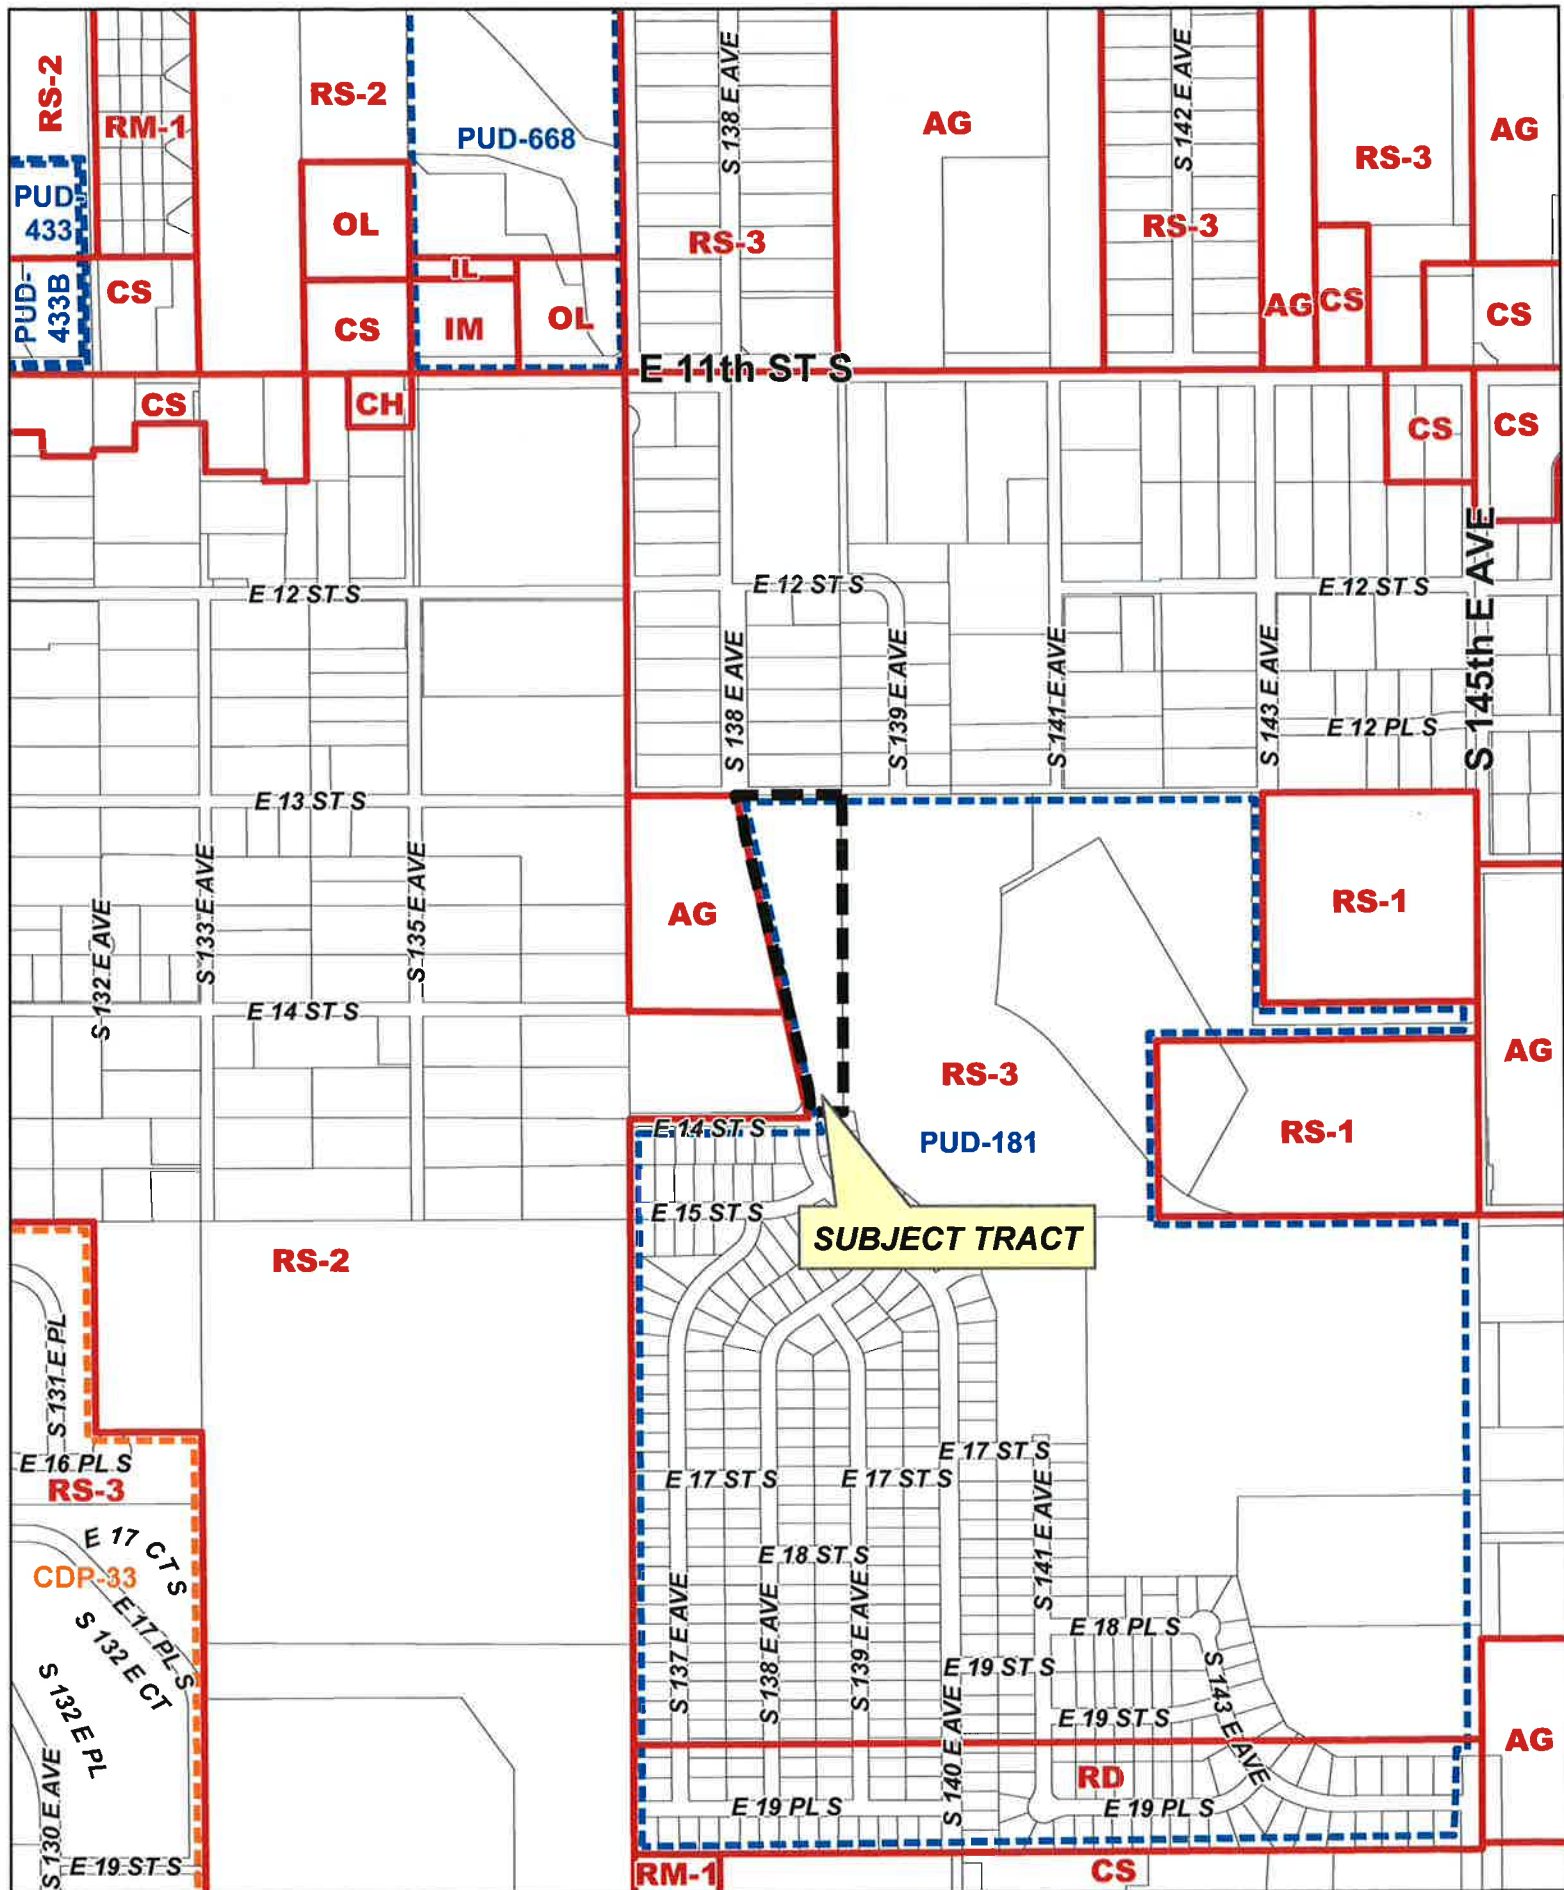 RS-2
RM-1
RS-2
PUD-668
S 138 E AVE
AG
S 142 E AVE
RS-3
AG
PUD-
433
OL
RS-3
RS-3
PUD-
433B
CS
IL
CS
IM
OL
AG
CS
CS
E 11th ST S
CS
CH
CS
CS
E 12 ST S
E 12 ST S
E 12 ST S
S 145th E AVE
S 138 E AVE
S 139 E AVE
S 141 E AVE
S 143 E AVE
E 12 PL S
E 13 ST S
S 132 E AVE
S 133 E AVE
S 135 E AVE
AG
RS-1
E 14 ST S
RS-3
AG
E 14 ST S
PUD-181
RS-1
E 15 ST S
SUBJECT TRACT
RS-2
S 131 E PL
E 16 PL S
RS-3
E 17 ST S
E 17 ST S
E 17 ST S
E 17 CT S
CDP-33
E 17 PL S
S 132 E CT
S 132 E PL
E 18 ST S
S 141 E AVE
S 137 E AVE
S 138 E AVE
S 139 E AVE
E 18 PL S
E 19 ST S
S 143 E AVE
E 19 ST S
S 140 E AVE
AG
RD
E 19 PL S
E 19 PL S
S 130 E AVE
E 19 ST S
RM-1
CS